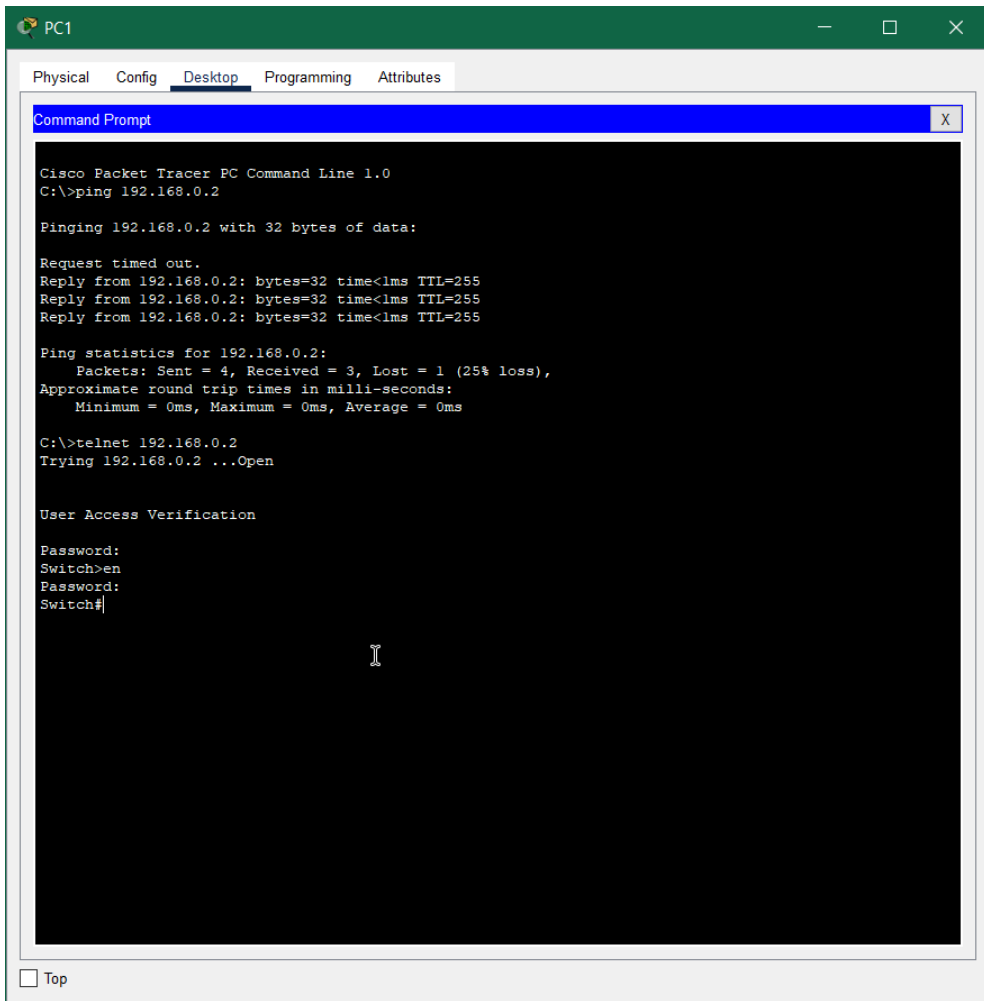 PC1
Physical Config Desktop Programming Attributes
Command Prompt X
Cisco Packet Tracer PC Command Line 1.0
C:\>ping 192.168.0.2
Pinging 192.168.0.2 with 32 bytes of data:
Request timed out.
Reply from 192.168.0.2: bytes=32 time<1ms TTL=255
Reply from 192.168.0.2: bytes=32 time<1ms TTL=255
Reply from 192.168.0.2: bytes=32 time<1ms TTL=255
Ping statistics for 192.168.0.2:
Packets: Sent = 4, Received = 3, Lost = 1 (25% loss),
Approximate round trip times in milli-seconds:
Minimum = 0ms, Maximum = 0ms, Average = 0ms
C:\>telnet 192.168.0.2
Trying 192.168.0.2 ...Open
User Access Verification
Password:
Switch>en
Password:
Switch#
Top